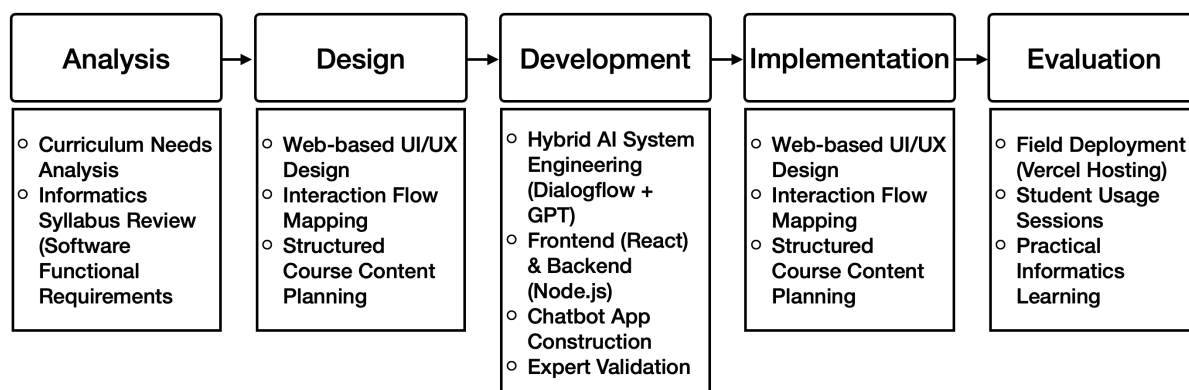 Analysis
Design
Development
Implementation
Evaluation
○ Curriculum Needs
Analysis
○ Informatics
Syllabus Review
(Software
Functional
Requirements
○ Web-based UI/UX
Design
○ Interaction Flow
Mapping
○ Structured
Course Content
Planning
○ Hybrid AI System
Engineering
(Dialogflow +
GPT)
○ Frontend (React)
& Backend
(Node.js)
○ Chatbot App
Construction
○ Expert Validation
○ Web-based UI/UX
Design
○ Interaction Flow
Mapping
○ Structured
Course Content
Planning
○ Field Deployment
(Vercel Hosting)
○ Student Usage
Sessions
○ Practical
Informatics
Learning